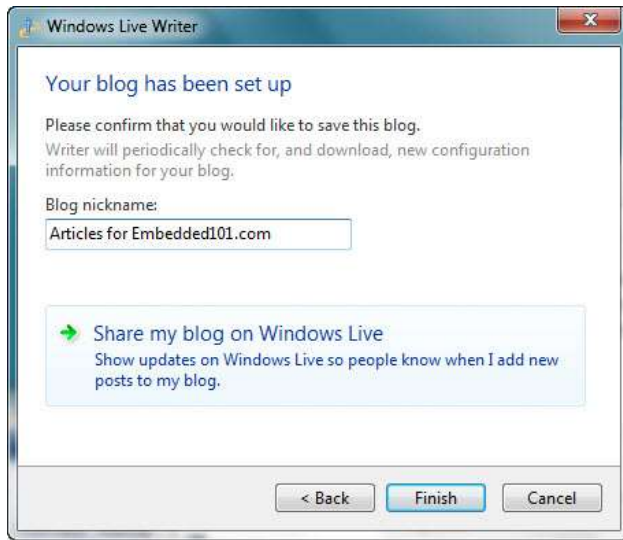 Windows Live Writer
Your blog has been set up
Please confirm that you would like to save this blog.
Writer will periodically check for, and download, new configuration
information for your blog.
Blog nickname:
Articles for Embedded101.com
Share my blog on Windows Live
Show updates on Windows Live so people know when I add new
posts to my blog.
< Back Finish Cancel